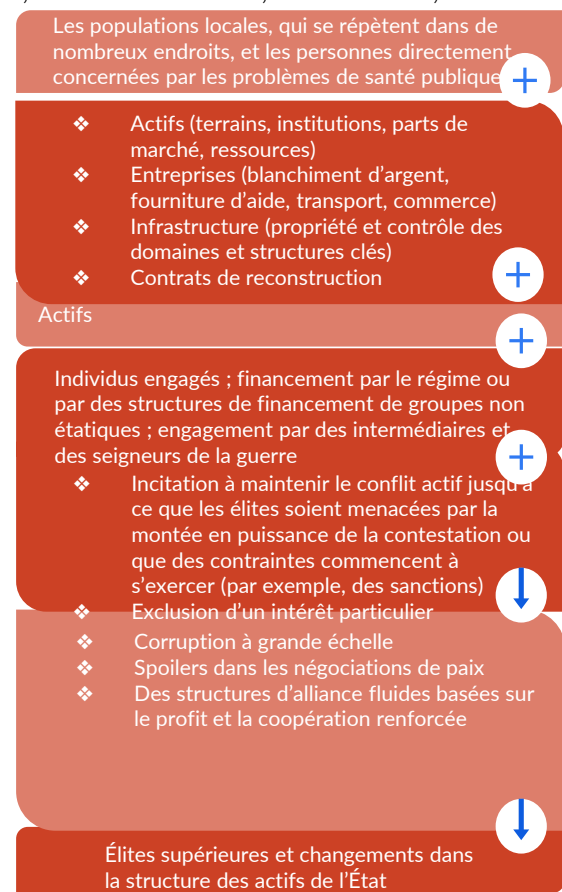 Les populations locales, qui se répètent dans de
nombreux endroits, et les personnes directement
concernées par les problèmes de santé publique
❖ Actifs (terrains, institutions, parts de
marché, ressources)
❖ Entreprises (blanchiment d’argent,
fourniture d’aide, transport, commerce)
❖ Infrastructure (propriété et contrôle des
domaines et structures clés)
❖ Contrats de reconstruction
Actifs
Individus engagés ; financement par le régime ou
par des structures de financement de groupes non
étatiques ; engagement par des intermédiaires et
des seigneurs de la guerre
❖ Incitation à maintenir le conflit actif jusqu'à
ce que les élites soient menacées par la
montée en puissance de la contestation ou
que des contraintes commencent à
s'exercer (par exemple, des sanctions)
❖ Exclusion d’un intérêt particulier
❖ Corruption à grande échelle
❖ Spoilers dans les négociations de paix
❖ Des structures d’alliance fluides basées sur
le profit et la coopération renforcée
Élites supérieures et changements dans
la structure des actifs de l’État